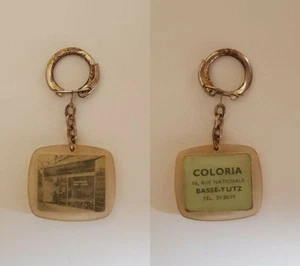 COLORIA
RUE NATIONALE
BASSE-YUTZ
TEL.